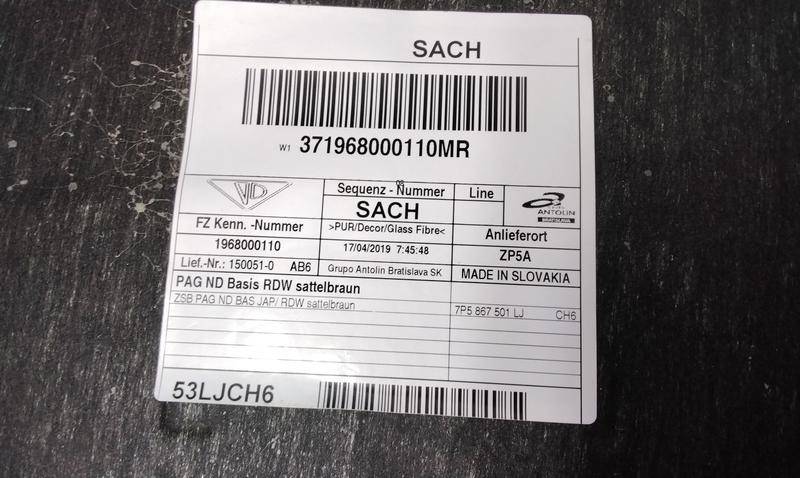 SACH
W1 371968000110MR
Sequenz - Nummer
Line
SACH
ANTOLIN
BRATISLAVA
FZ Kenn. -Nummer
>PUR/Decor/Glass Fibre<
Anlieferort
1968000110
17/04/2019 7:45:48
ZP5A
Lief.-Nr.: 150051-0 AB6
Grupo Antolin Bratislava SK
MADE IN SLOVAKIA
PAG ND Basis RDW sattelbraun
ZSB PAG ND BAS JAP/ RDW sattelbraun
7P5 867 501 LJ CH6
53LJCH6